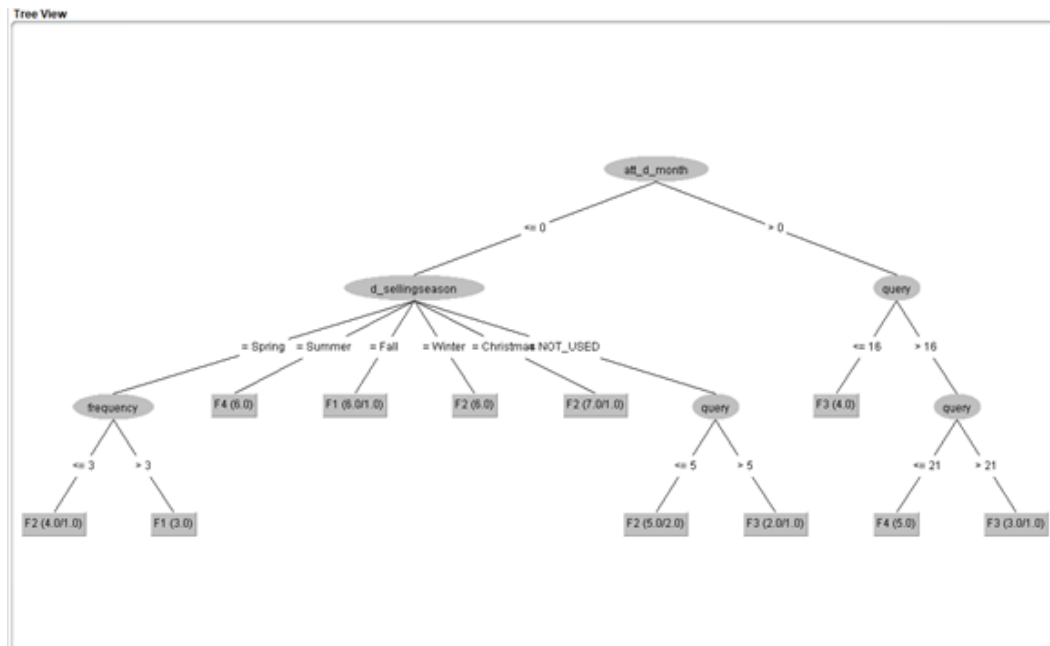 Tree View
att_d_month
<= 0
> 0
d_sellingseason
query
= Spring
= Summer
= Fall
= Winter
= Christmas
= NOT_USED
<= 16
> 16
frequency
F4 (6.0)
F1 (6.0/1.0)
F2 (6.0)
F2 (7.0/1.0)
query
F3 (4.0)
query
<= 3
> 3
<= 5
> 5
<= 21
> 21
F2 (4.0/1.0)
F1 (3.0)
F2 (5.0/2.0)
F3 (2.0/1.0)
F4 (5.0)
F3 (3.0/1.0)